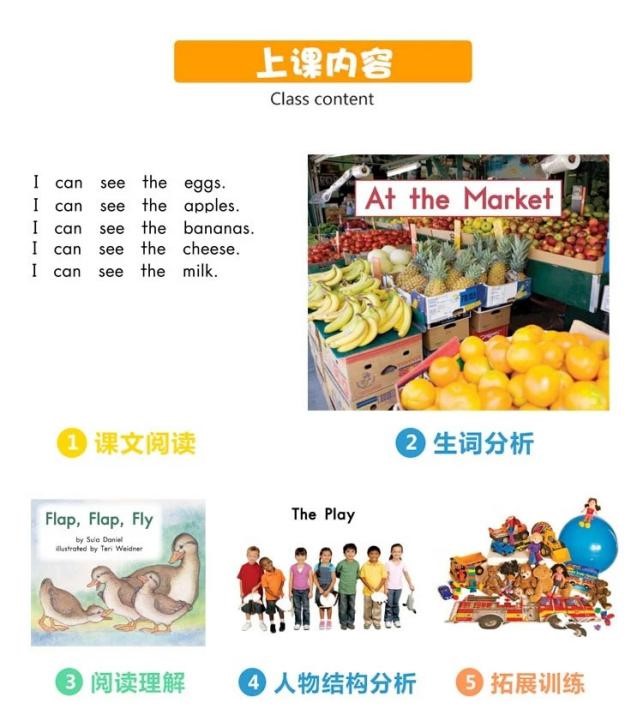 上课内容
Class content
I can see the eggs.
I can see the apples.
I can see the bananas.
I can see the cheese.
I can see the milk.
At the Market
1 课文阅读
2 生词分析
Flap, Flap, Fly
by Sula Daniel
illustrated by Teri Weidner
The Play
3 阅读理解
4 人物结构分析
5 拓展训练